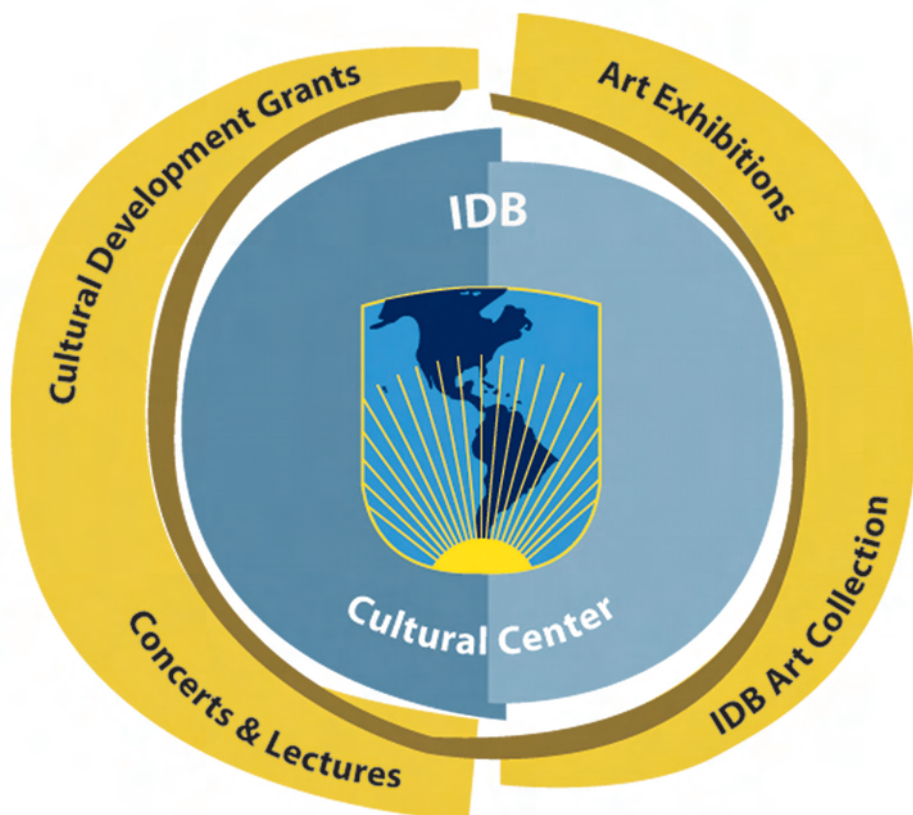 Cultural Development Grants
Art Exhibitions
IDB
Cultural Center
Concerts & Lectures
IDB Art Collection